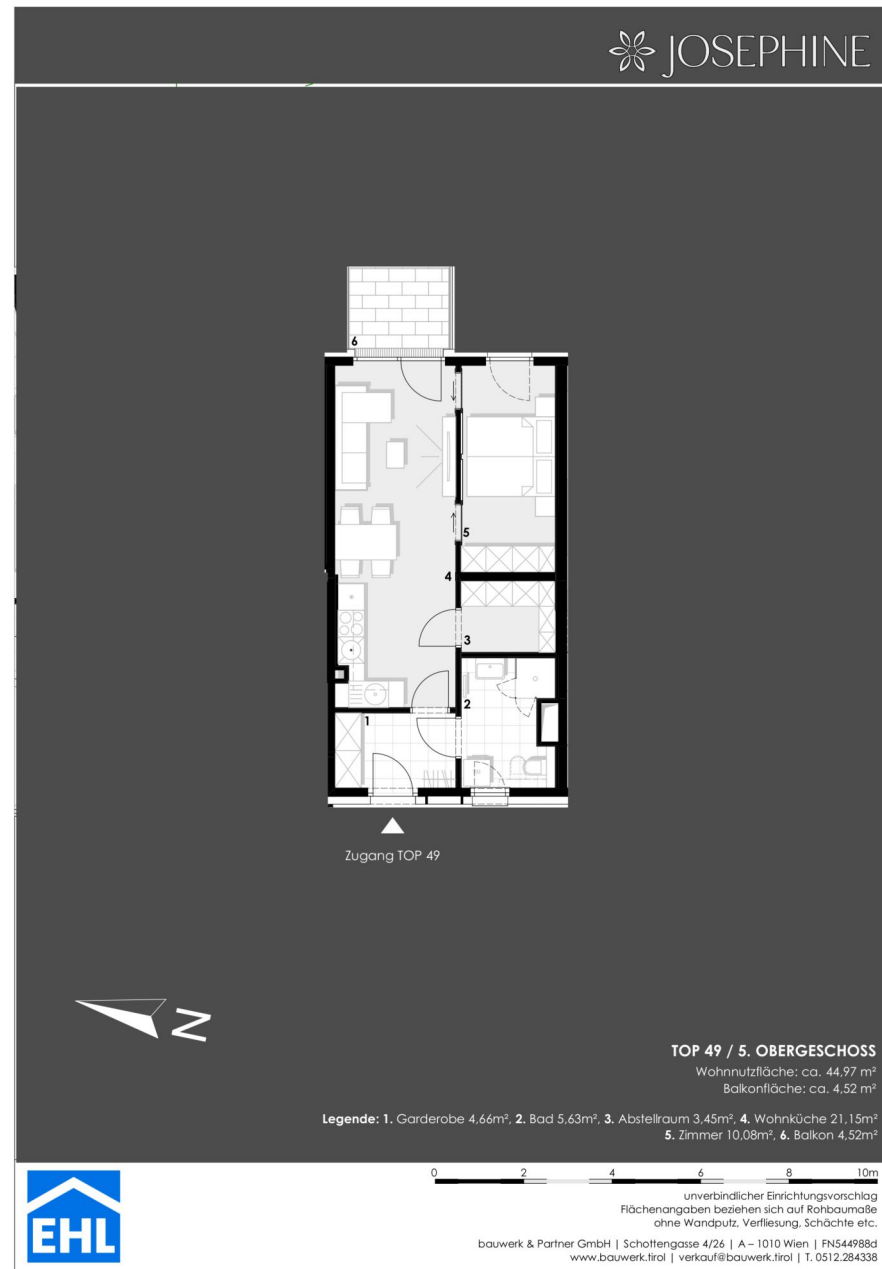 JOSEPHINE
6
5
4
3
2
1
Zugang TOP 49
N
TOP 49 / 5. OBERGESCHOSS
Wohnnutzfläche: ca. 44,97 m²
Balkonfläche: ca. 4,52 m²
Legende: 1. Garderobe 4,66m², 2. Bad 5,63m², 3. Abstellraum 3,45m², 4. Wohnküche 21,15m²
5. Zimmer 10,08m², 6. Balkon 4,52m²
0 2 4 6 8 10m
unverbindlicher Einrichtungsvorschlag
Flächenangaben beziehen sich auf Rohbaumaße
ohne Wandputz, Verfliesung, Schächte etc.
EHL
bauwerk & Partner GmbH | Schottengasse 4/26 | A – 1010 Wien | FN544988d
www.bauwerk.tirol | verkauf@bauwerk.tirol | T. 0512.284338